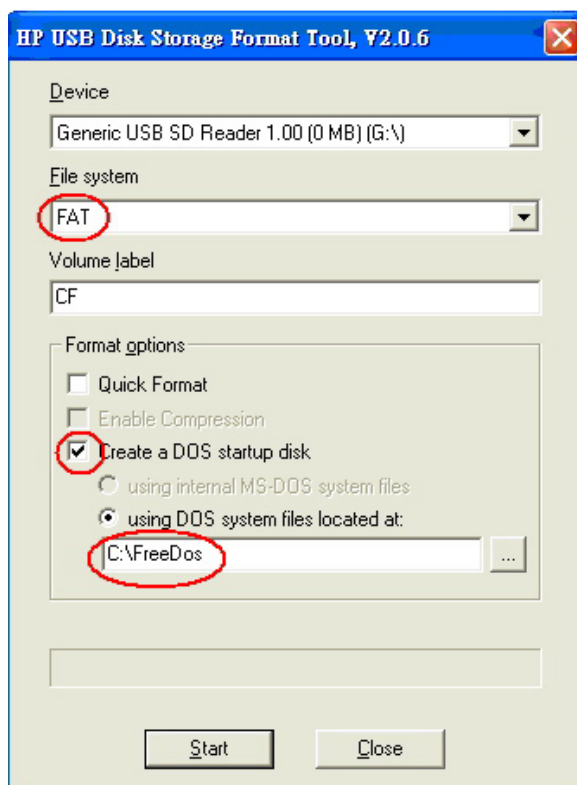 HP USB Disk Storage Format Tool, V2.0.6
Device
Generic USB SD Reader 1.00 (0 MB) (G:\)
File system
FAT
Volume label
CF
Format options
Quick Format
Enable Compression
Create a DOS startup disk
using internal MS-DOS system files
using DOS system files located at:
C:\FreeDos
...
Start
Close